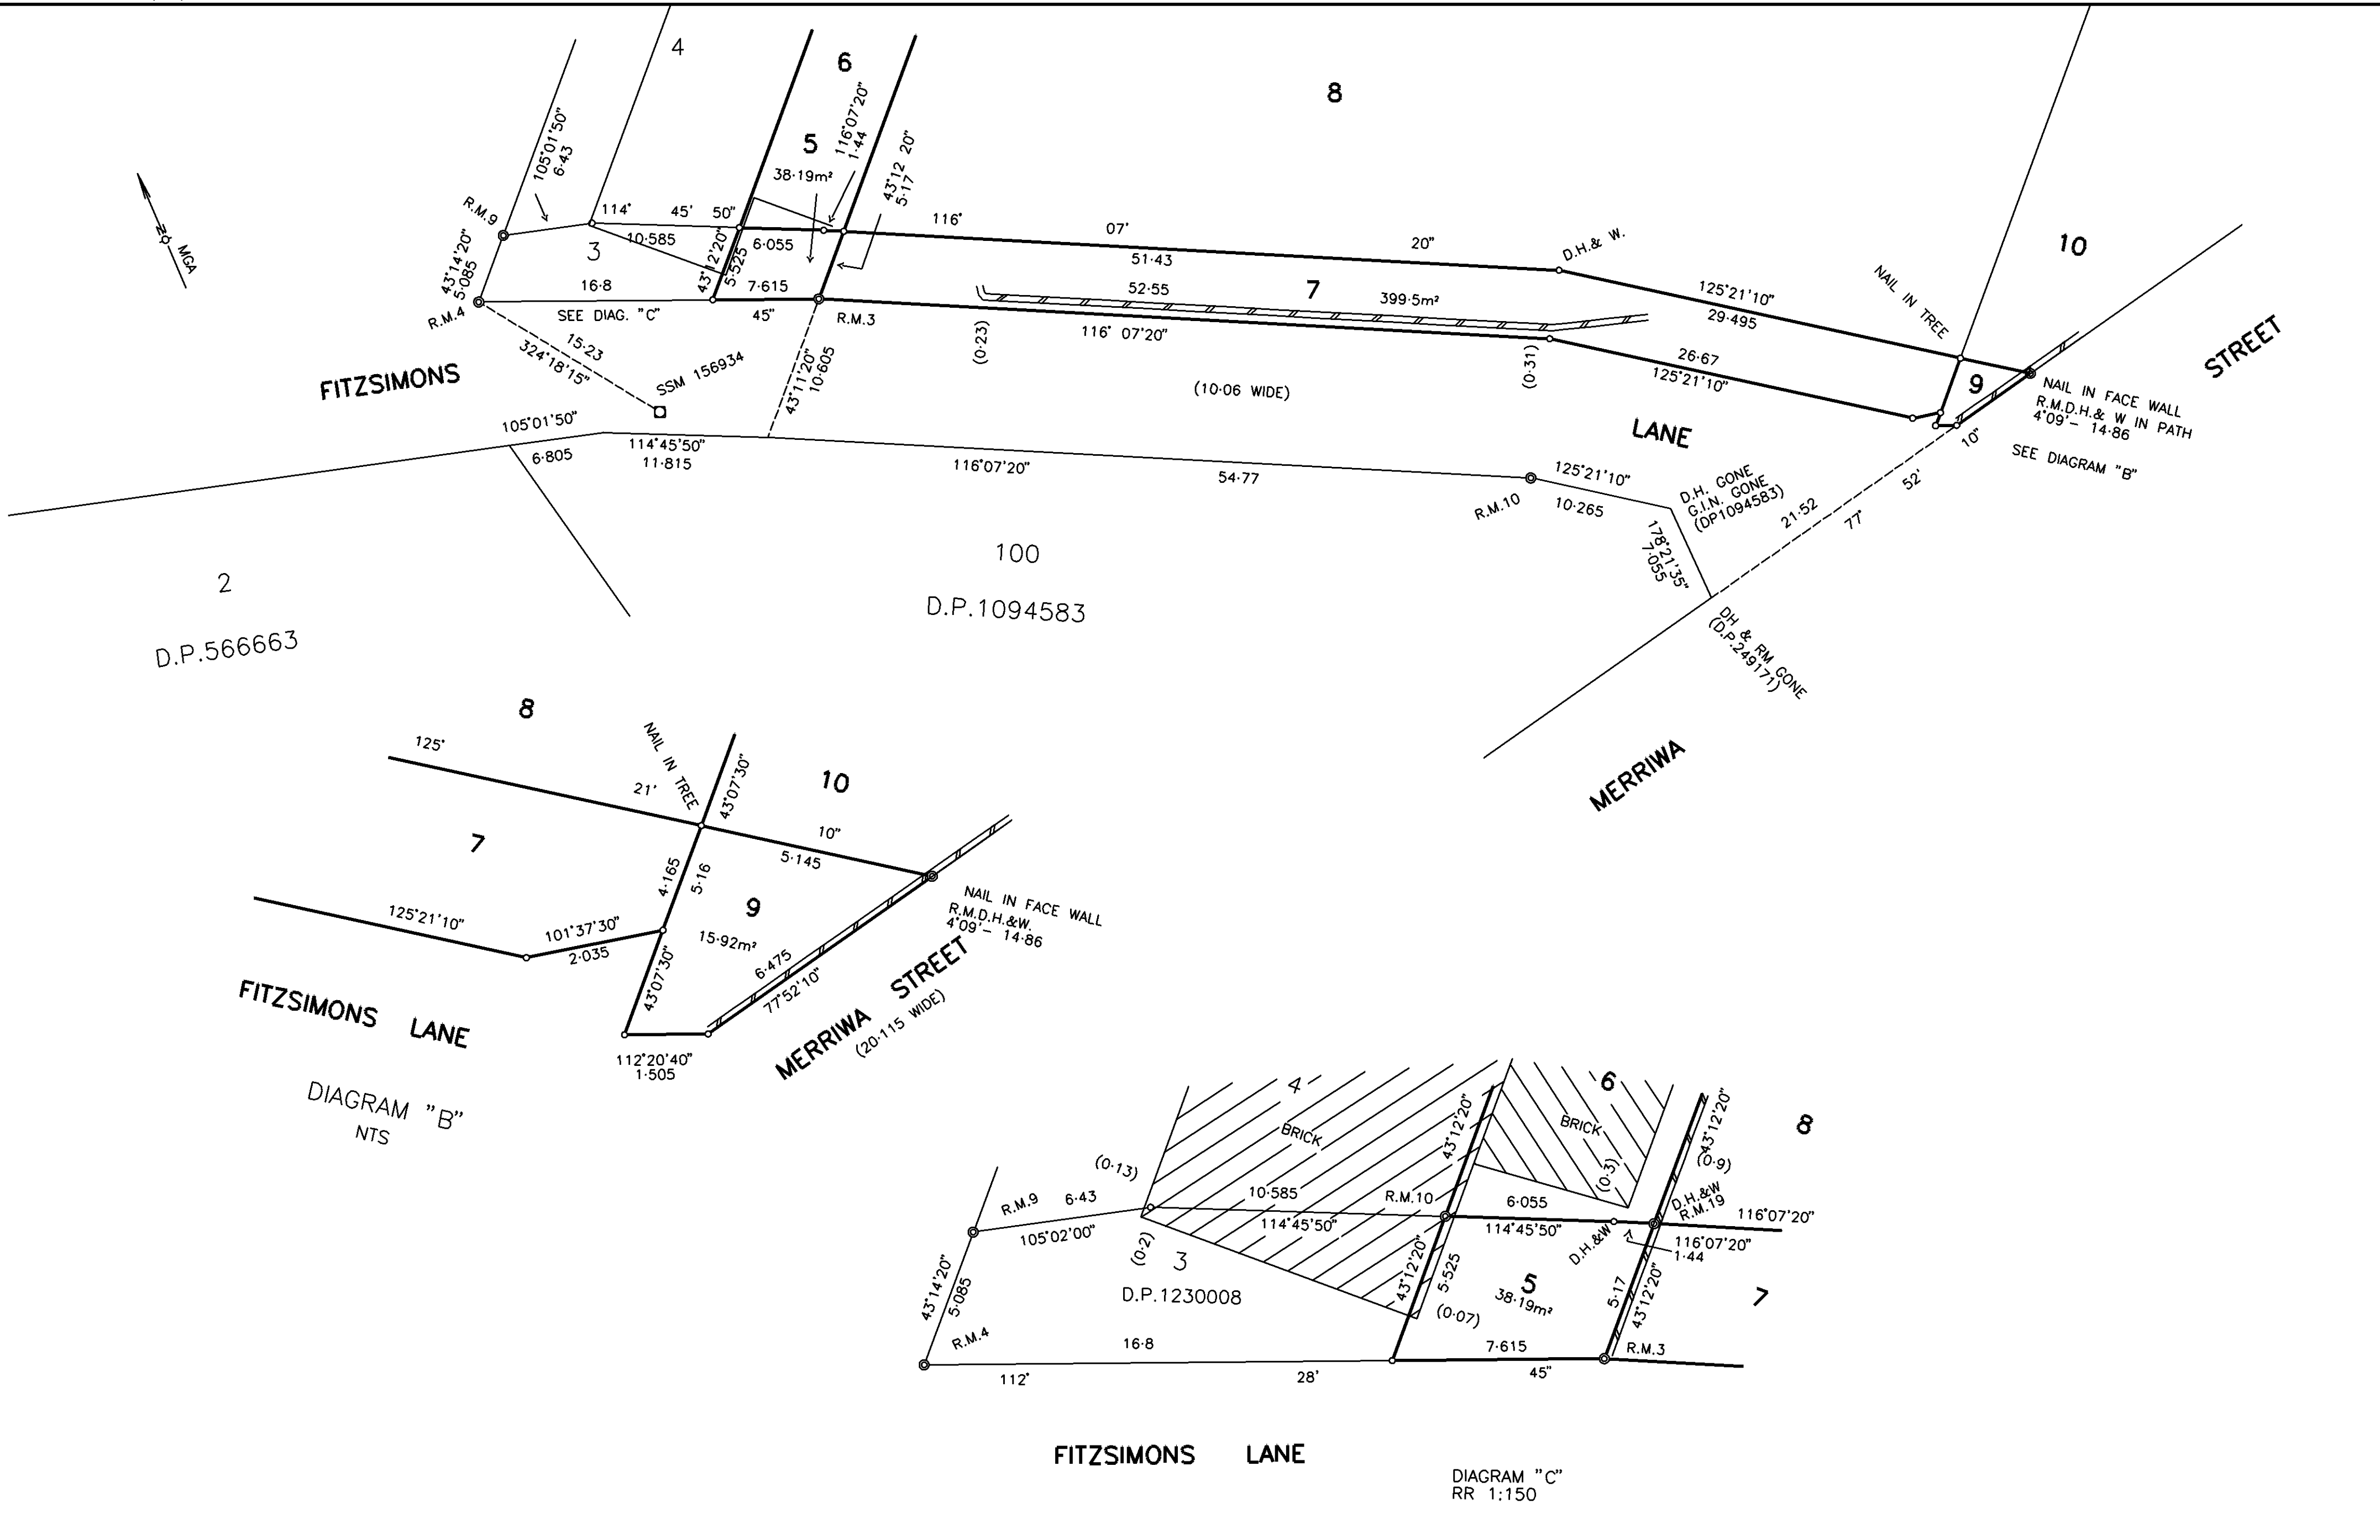 4
6
8
105°01'50"
6·43
5
38·19m²
116°07'20"
1·44
43°12 20"
5·17
MGA
N
R.M.9
114° 45' 50"
10·585
3
43°12'20"
5·525
6·055
116° 07' 20"
51·43
D.H.& W.
10
NAIL IN TREE
43°14'20"
5·085
R.M.4
16·8
SEE DIAG. "C"
7·615
45"
R.M.3
52·55
7
399·5m²
125°21'10"
29·495
STREET
(0·23)
116° 07'20"
(0·31)
26·67
125°21'10"
9
NAIL IN FACE WALL
R.M.D.H.& W IN PATH
4°09'– 14·86
SEE DIAGRAM "B"
FITZSIMONS
15·23
324°18'15"
SSM 156934
43°11'20"
10·605
(10·06 WIDE)
LANE
10"
52'
21·52
77°
105°01'50"
6·805
114°45'50"
11·815
116°07'20"
54·77
R.M.10
125°21'10"
10·265
D.H. GONE
G.I.N. GONE
(DP1094583)
178°21'35"
7·055
DH & RM GONE
(D.P.249171)
2
D.P.566663
100
D.P.1094583
MERRIWA
8
125° 21' 10"
NAIL IN TREE
43°07'30"
10
7
5·145
4·165
5·16
9
15·92m²
125°21'10"
101°37'30"
2·035
43°07'30"
6·475
77°52'10"
NAIL IN FACE WALL
R.M.D.H.&W.
4°09'– 14·86
MERRIWA STREET
(20·115 WIDE)
FITZSIMONS LANE
112°20'40"
1·505
DIAGRAM "B"
NTS
4
BRICK
43°12'20"
6
BRICK
43°12'20"
8
(0·13)
R.M.9
6·43
10·585
R.M.10
6·055
(0·3)
(0·9)
D.H.&W
R.M.19
116°07'20"
105°02'00"
114°45'50"
114°45'50"
D.H.&W
116°07'20"
1·44
(0·2)
3
D.P.1230008
43°12'20"
5·525
(0·07)
5
38·19m²
5·17
43°12'20"
7
43°14'20"
5·085
R.M.4
16·8
7·615
R.M.3
112° 28' 45"
FITZSIMONS LANE
DIAGRAM "C"
RR 1:150